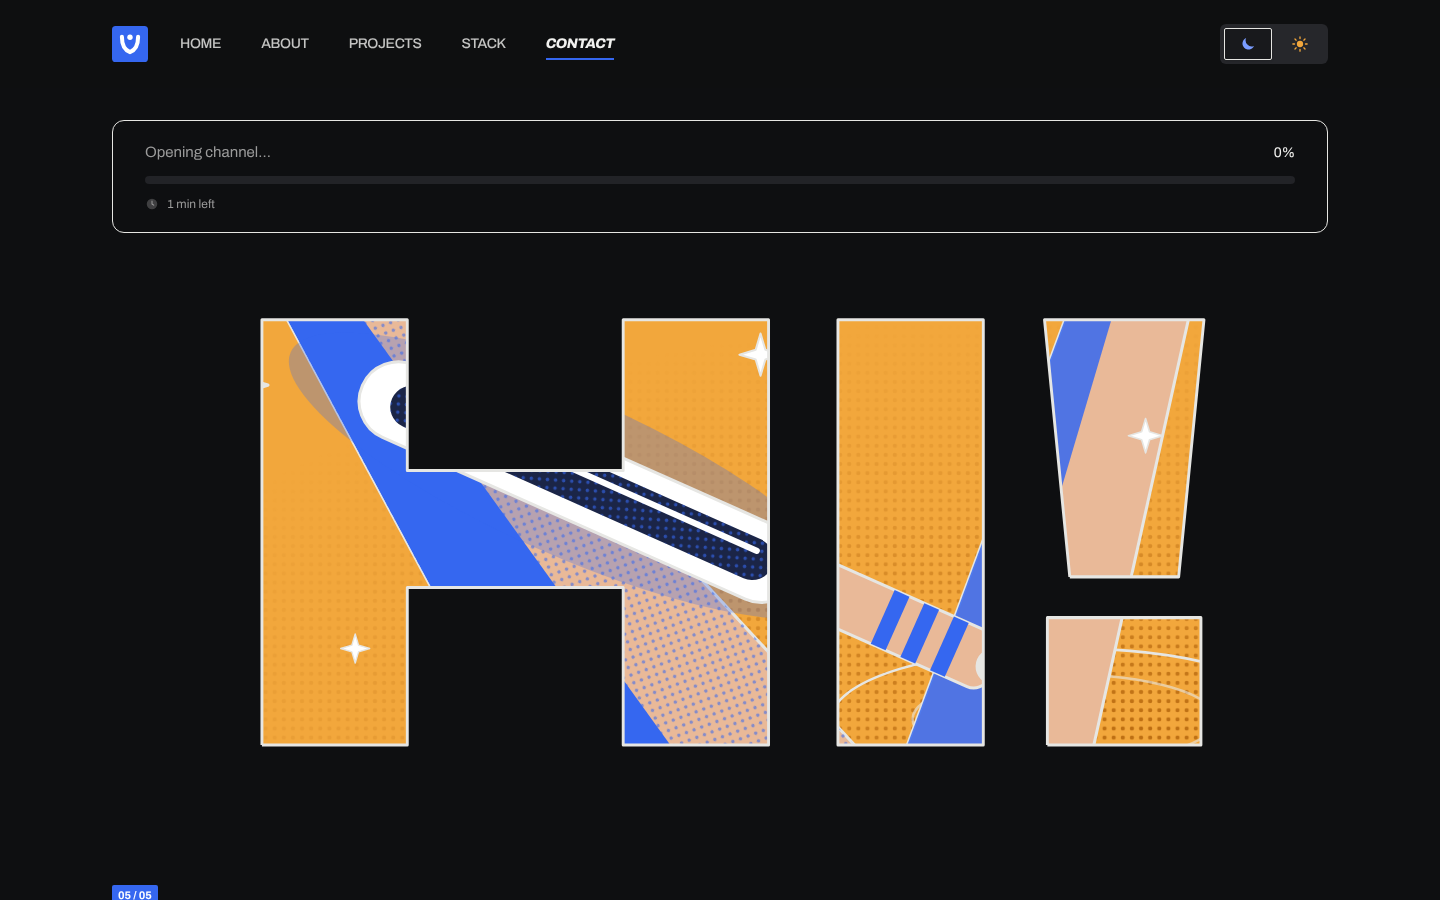 HOME
ABOUT
PROJECTS
STACK
CONTACT
Opening channel...
0%
1 min left
HI!
05 / 05